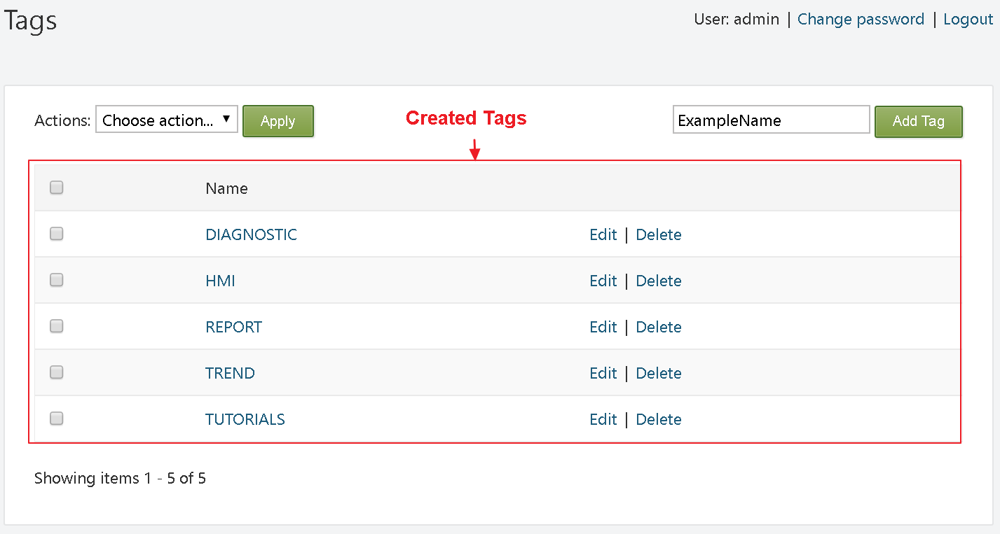 Tags
User: admin | Change password | Logout
Actions: Choose action... Apply
Created Tags
ExampleName Add Tag
Name
DIAGNOSTIC Edit | Delete
HMI Edit | Delete
REPORT Edit | Delete
TREND Edit | Delete
TUTORIALS Edit | Delete
Showing items 1 - 5 of 5